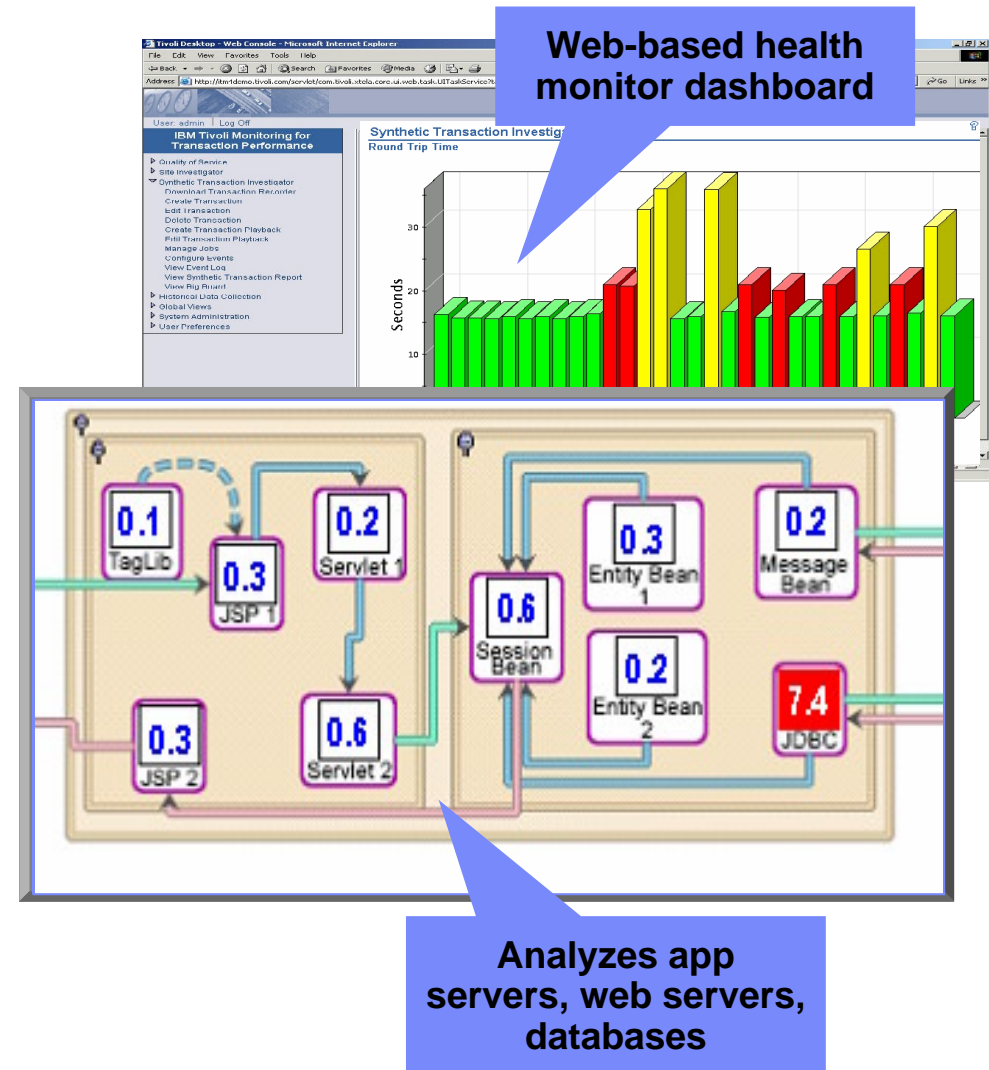 Web-based health
monitor dashboard
Tivoli Desktop - Web Console - Microsoft Internet Explorer
File Edit View Favorites Tools Help
Back Search Favorites Media
Address Go Links »
User: admin Log Off
IBM Tivoli Monitoring for
Transaction Performance
Quality of Service
Site Investigator
Synthetic Transaction Investigator
Download Transaction Recorder
Create Transaction
Edit Transaction
Delete Transaction
Create Transaction Playback
Edit Transaction Playback
Manage Jobs
Configure Events
View Event Log
View Synthetic Transaction Report
View Big Board
Historical Data Collection
Global Views
System Administration
User Preferences
Synthetic Transaction
Round Trip Time
Seconds
30
20
10
0.1
TagLib
0.3
JSP 1
0.2
Servlet 1
0.3
JSP 2
0.6
Servlet 2
0.6
Session
Bean
0.3
Entity Bean
1
0.2
Entity Bean
2
0.2
Message
Bean
7.4
JDBC
Analyzes app
servers, web servers,
databases